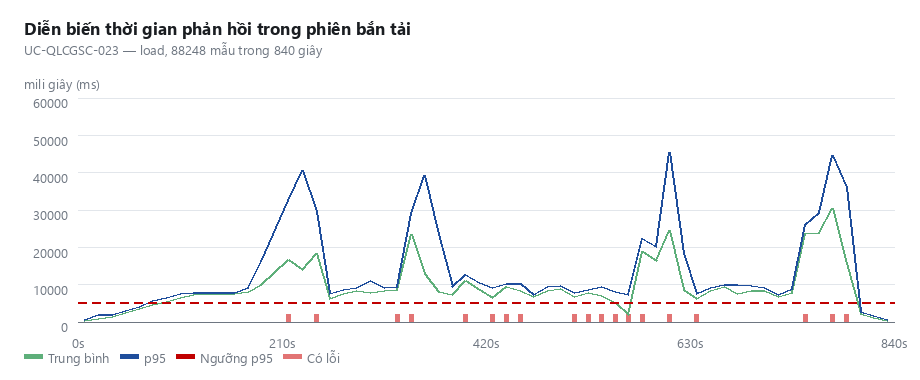 Diễn biến thời gian phản hồi trong phiên bắn tải
UC-QLCGSC-023 — load, 88248 mẫu trong 840 giây
mili giây (ms)
60000
50000
40000
30000
20000
10000
0
0s 210s 420s 630s 840s
Trung bình p95 Ngưỡng p95 Có lỗi